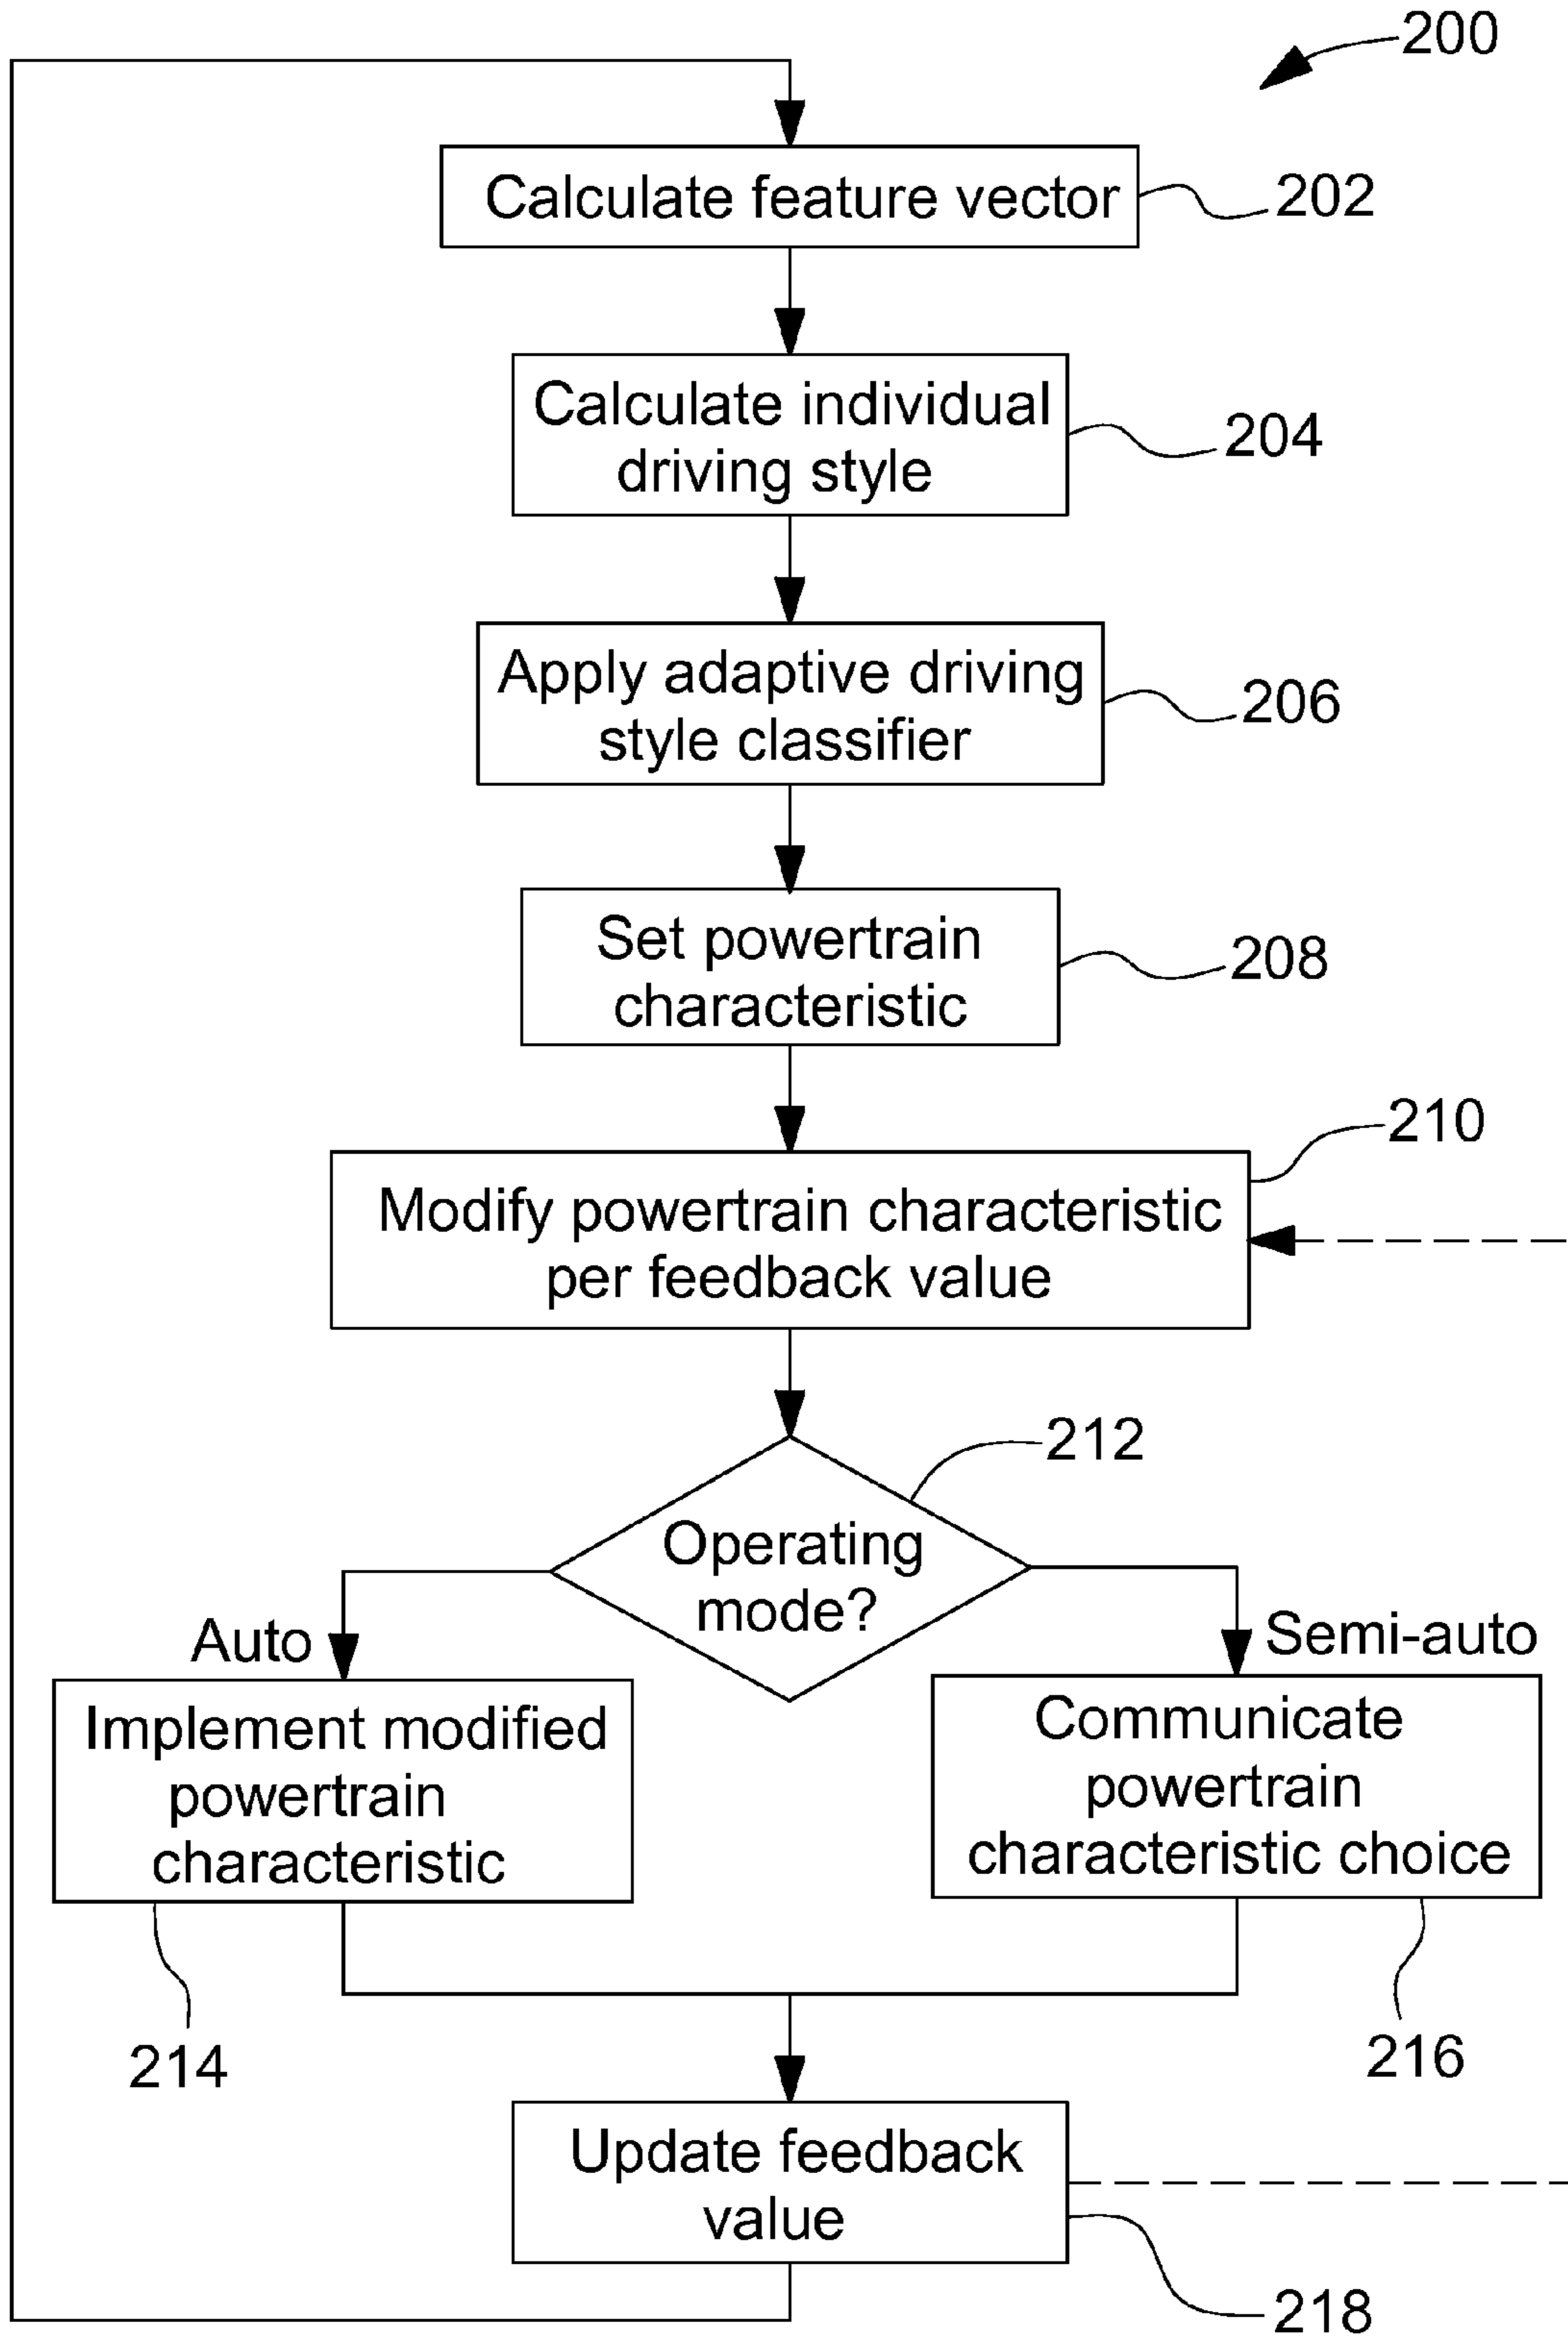 200
Calculate feature vector
202
Calculate individual
driving style
204
Apply adaptive driving
style classifier
206
Set powertrain
characteristic
208
210
Modify powertrain characteristic
per feedback value
212
Operating
mode?
Auto
Semi-auto
Implement modified
powertrain
characteristic
Communicate
powertrain
characteristic choice
214
216
Update feedback
value
218